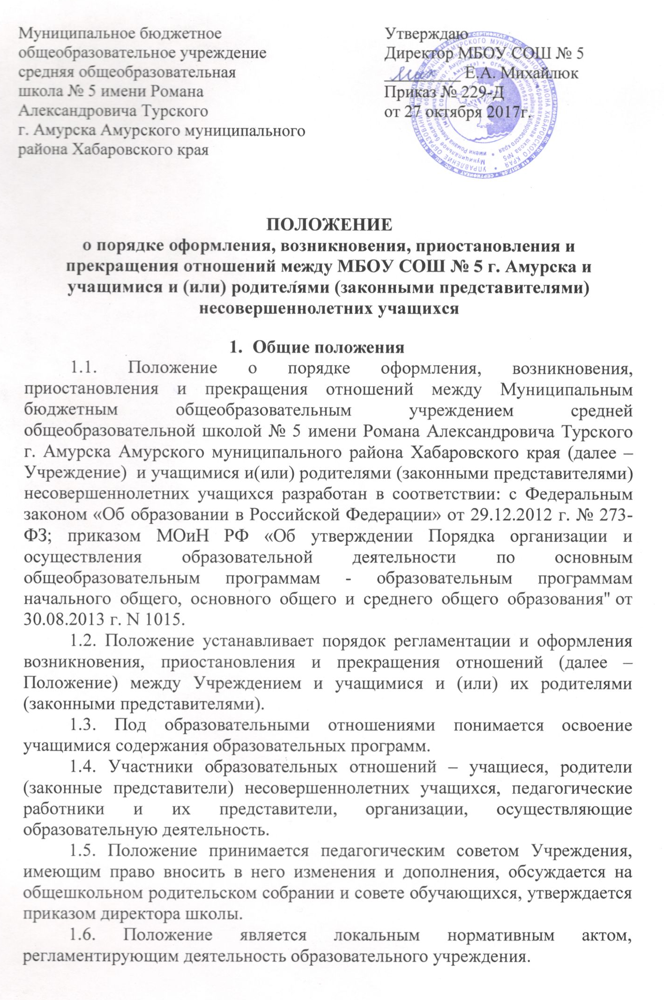 Муниципальное бюджетное
общеобразовательное учреждение
средняя общеобразовательная
школа № 5 имени Романа
Александровича Турского
г. Амурска Амурского муниципального
района Хабаровского края
Утверждаю
Директор МБОУ СОШ № 5
Е.А. Михайлюк
Приказ № 229-Д
от 27 октября 2017г.
ПОЛОЖЕНИЕ
о порядке оформления, возникновения, приостановления и
прекращения отношений между МБОУ СОШ № 5 г. Амурска и
учащимися и (или) родителями (законными представителями)
несовершеннолетних учащихся
1. Общие положения
1.1. Положение о порядке оформления, возникновения,
приостановления и прекращения отношений между Муниципальным
бюджетным общеобразовательным учреждением средней
общеобразовательной школой № 5 имени Романа Александровича Турского
г. Амурска Амурского муниципального района Хабаровского края (далее –
Учреждение) и учащимися и(или) родителями (законными представителями)
несовершеннолетних учащихся разработан в соответствии: с Федеральным
законом «Об образовании в Российской Федерации» от 29.12.2012 г. № 273-
ФЗ; приказом МОиН РФ «Об утверждении Порядка организации и
осуществления образовательной деятельности по основным
общеобразовательным программам - образовательным программам
начального общего, основного общего и среднего общего образования" от
30.08.2013 г. N 1015.
1.2. Положение устанавливает порядок регламентации и оформления
возникновения, приостановления и прекращения отношений (далее –
Положение) между Учреждением и учащимися и (или) их родителями
(законными представителями).
1.3. Под образовательными отношениями понимается освоение
учащимися содержания образовательных программ.
1.4. Участники образовательных отношений – учащиеся, родители
(законные представители) несовершеннолетних учащихся, педагогические
работники и их представители, организации, осуществляющие
образовательную деятельность.
1.5. Положение принимается педагогическим советом Учреждения,
имеющим право вносить в него изменения и дополнения, обсуждается на
общешкольном родительском собрании и совете обучающихся, утверждается
приказом директора школы.
1.6. Положение является локальным нормативным актом,
регламентирующим деятельность образовательного учреждения.